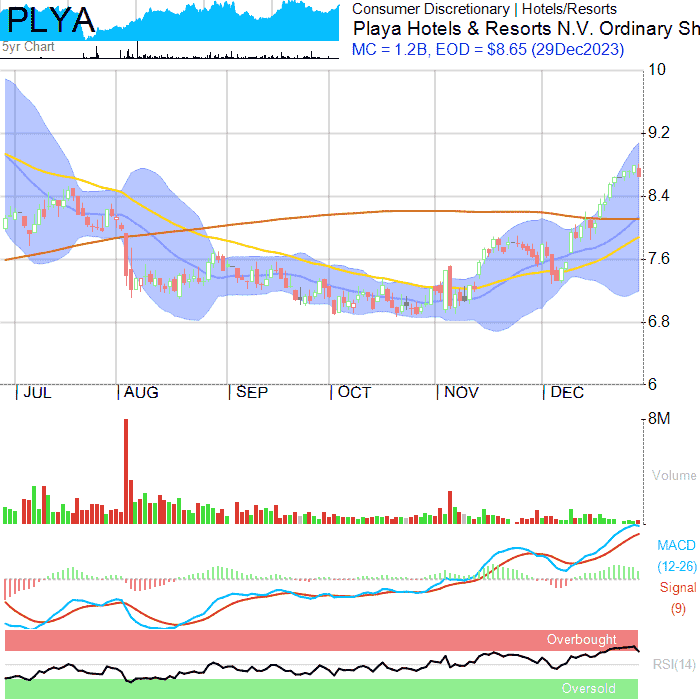 PLYA
5yr Chart
Consumer Discretionary | Hotels/Resorts
Playa Hotels & Resorts N.V. Ordinary Sh
MC = 1.2B, EOD = $8.65 (29Dec2023)
10
9.2
8.4
7.6
6.8
6
JUL AUG SEP OCT NOV DEC
8M
Volume
MACD
(12-26)
Signal
(9)
Overbought
RSI(14)
Oversold